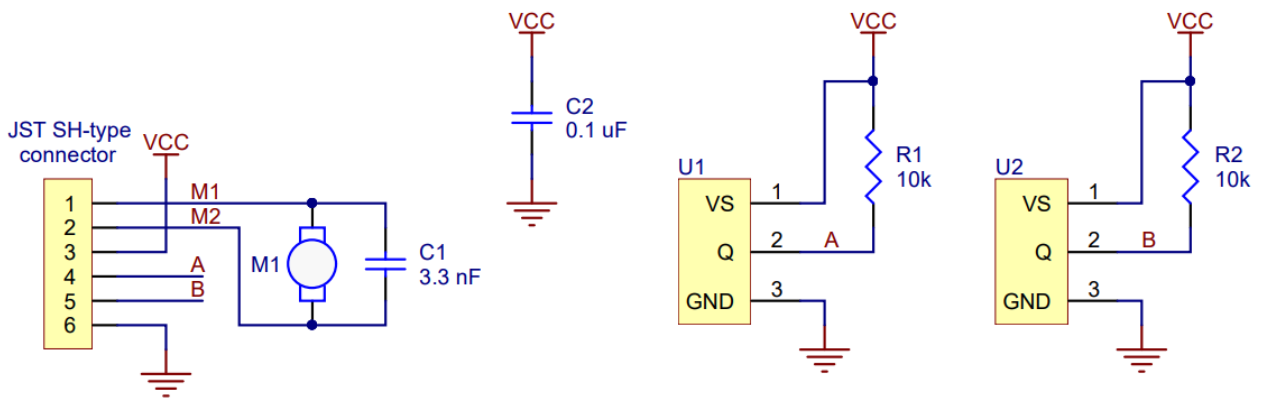 JST SH-type
connector
VCC
1
2
3
4
5
6
M1
M2
A
B
M1
C1
3.3 nF
VCC
C2
0.1 uF
VCC
U1
VS
Q
GND
1
2
3
A
R1
10k
VCC
U2
VS
Q
GND
1
2
3
B
R2
10k